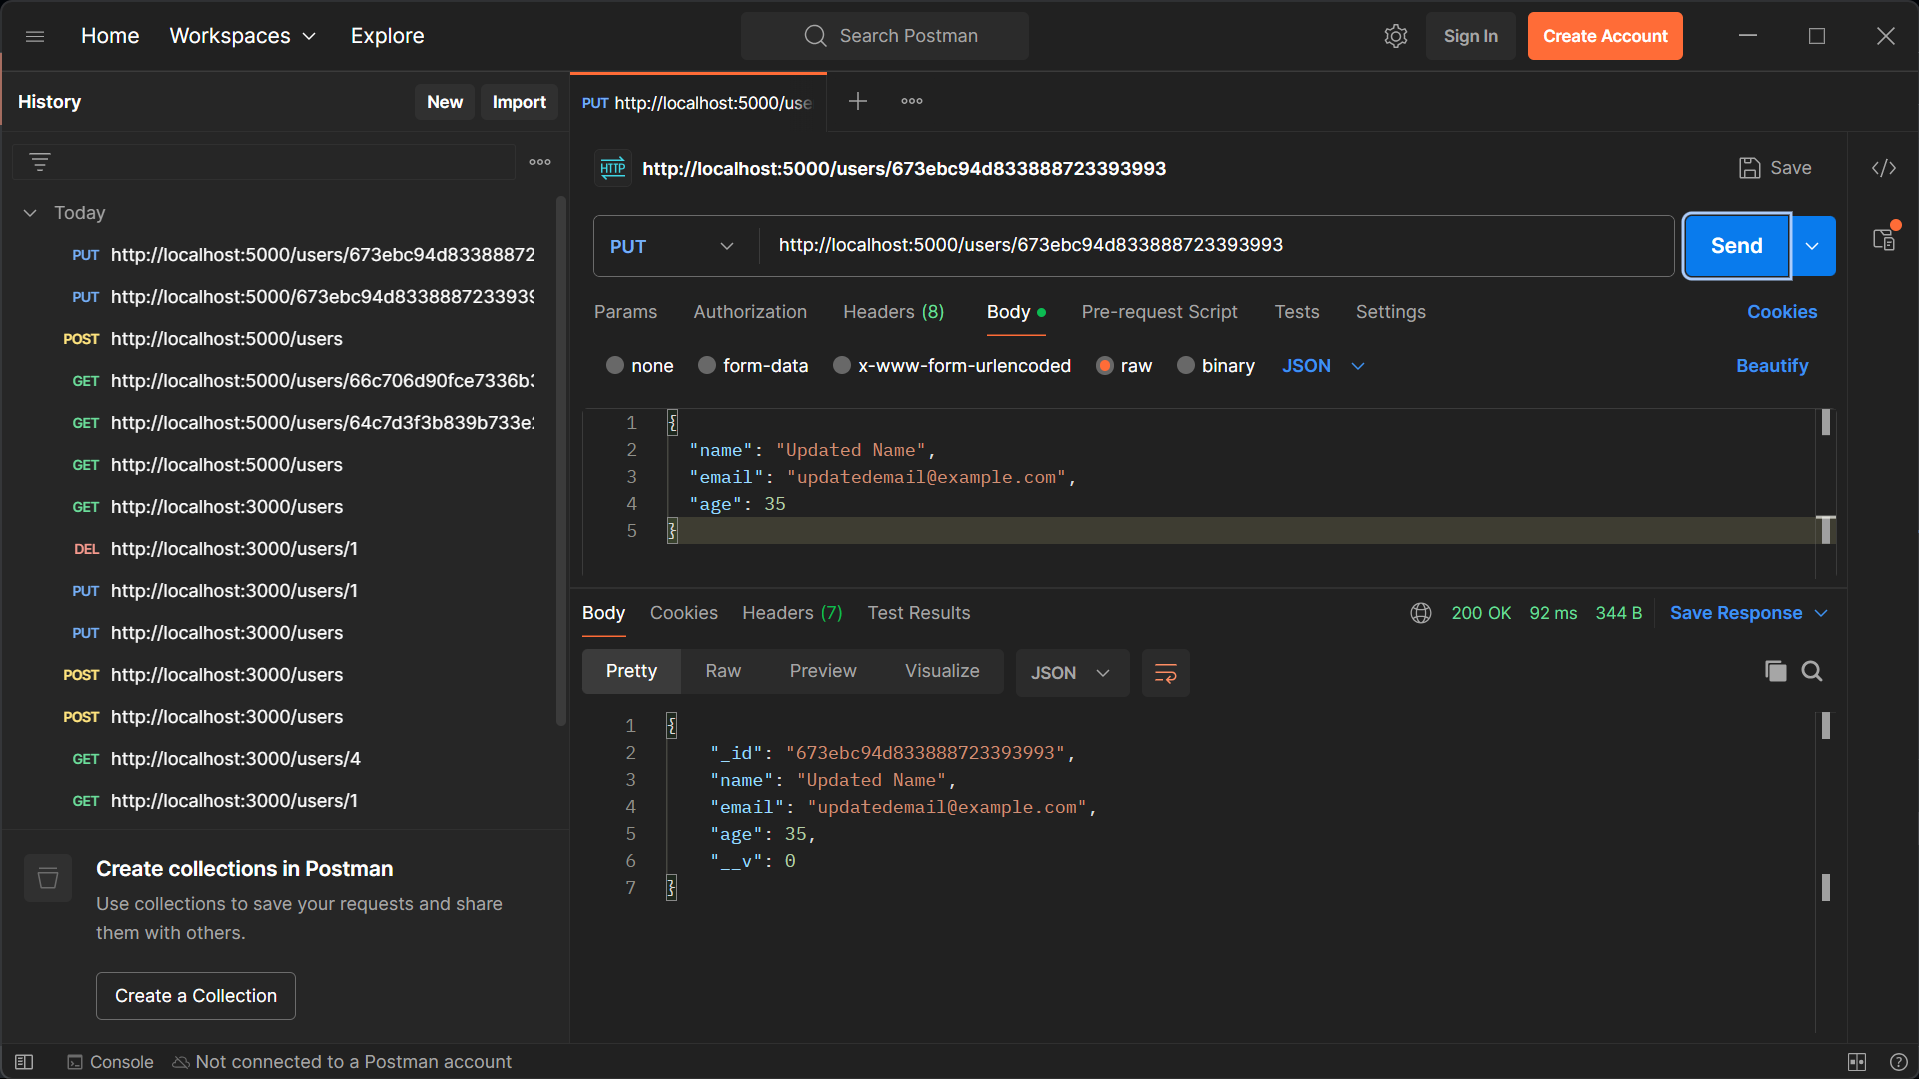 Home Workspaces Explore Search Postman Sign In Create Account
History New Import
PUT http://localhost:5000/use
HTTP http://localhost:5000/users/673ebc94d833888723393993 Save
Today
PUT http://localhost:5000/users/673ebc94d83388872
PUT http://localhost:5000/673ebc94d8338887233939
POST http://localhost:5000/users
GET http://localhost:5000/users/66c706d90fce7336b3
GET http://localhost:5000/users/64c7d3f3b839b733e
GET http://localhost:5000/users
GET http://localhost:3000/users
DEL http://localhost:3000/users/1
PUT http://localhost:3000/users/1
PUT http://localhost:3000/users
POST http://localhost:3000/users
POST http://localhost:3000/users
GET http://localhost:3000/users/4
GET http://localhost:3000/users/1
Create collections in Postman
Use collections to save your requests and share
them with others.
Create a Collection
PUT http://localhost:5000/users/673ebc94d833888723393993 Send
Params Authorization Headers (8) Body Pre-request Script Tests Settings Cookies
none form-data x-www-form-urlencoded raw binary JSON Beautify
1 {
2 "name": "Updated Name",
3 "email": "updatedemail@example.com",
4 "age": 35
5 }
Body Cookies Headers (7) Test Results 200 OK 92 ms 344 B Save Response
Pretty Raw Preview Visualize JSON
1 {
2 "_id": "673ebc94d833888723393993",
3 "name": "Updated Name",
4 "email": "updatedemail@example.com",
5 "age": 35,
6 "__v": 0
7 }
Console Not connected to a Postman account